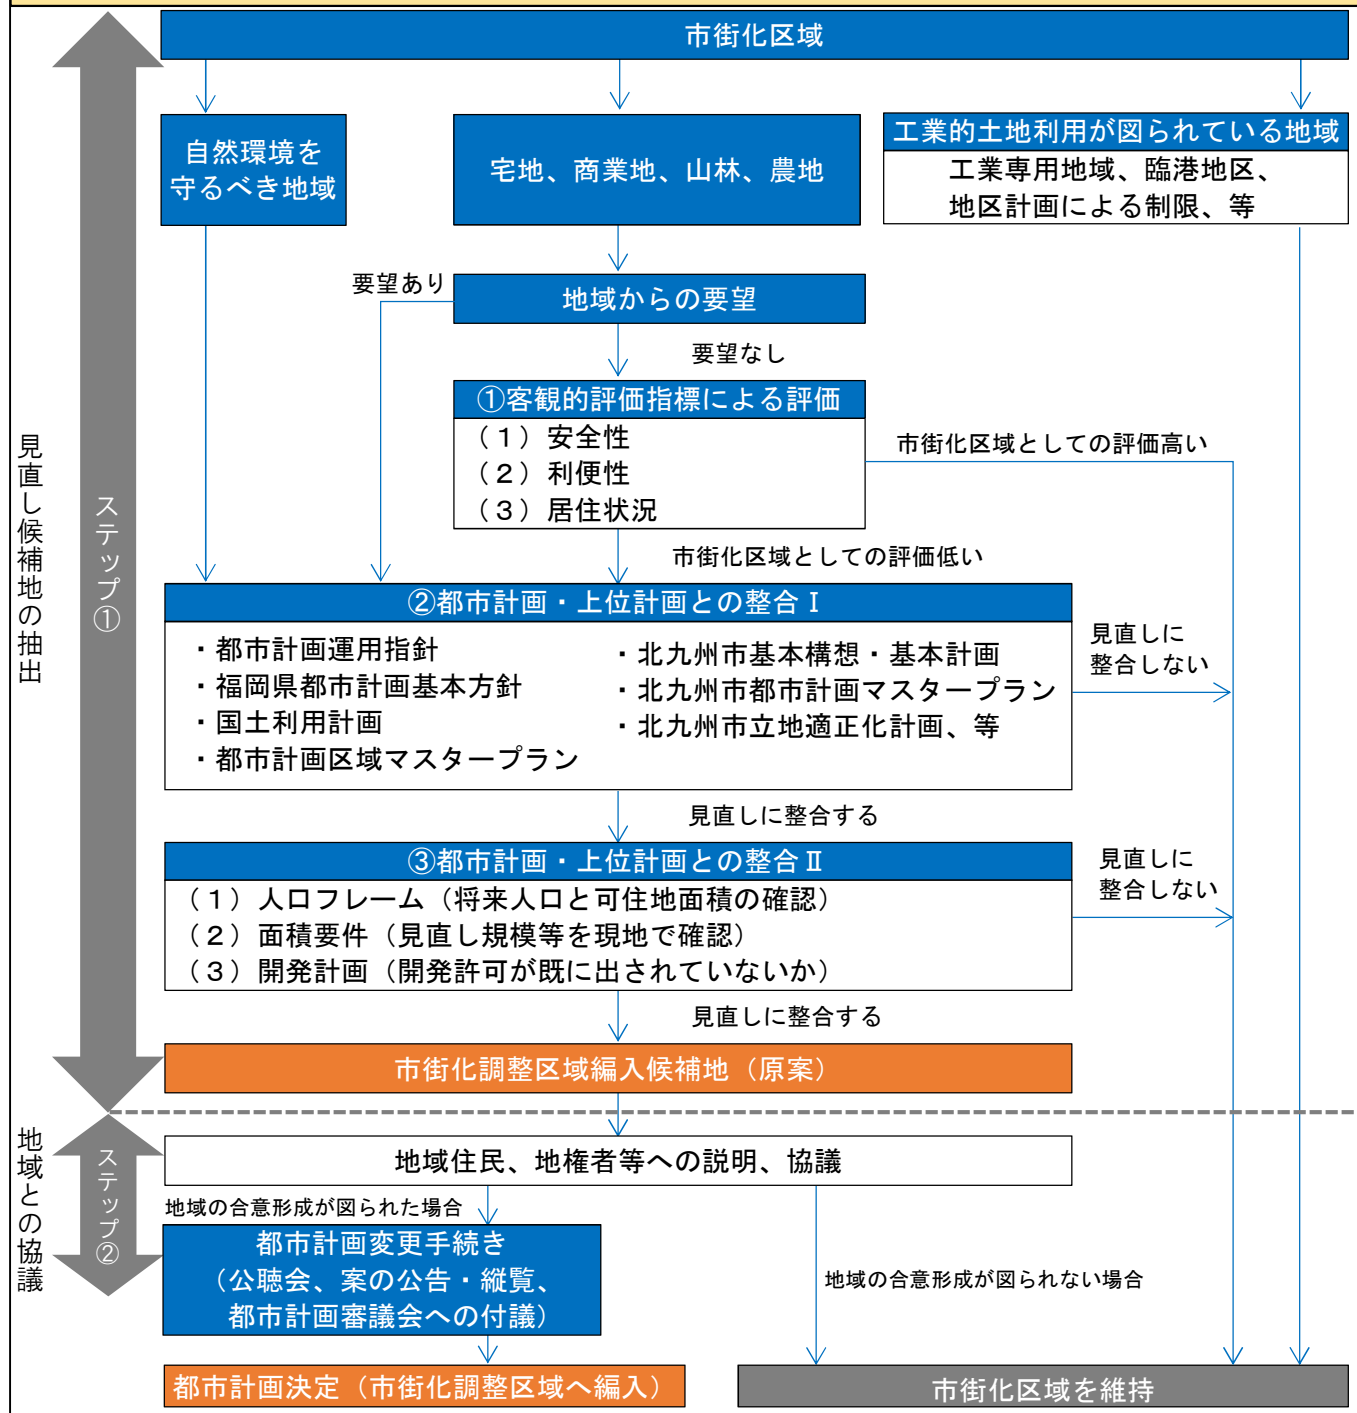 市街化区域
自然環境を
守るべき地域
宅地、商業地、山林、農地
工業的土地利用が図られている地域
工業専用地域、臨港地区、
地区計画による制限、等
要望あり
地域からの要望
要望なし
①客観的評価指標による評価
（１）安全性
（２）利便性
（３）居住状況
市街化区域としての評価高い
市街化区域としての評価低い
見直し候補地の抽出
ステップ①
②都市計画・上位計画との整合Ⅰ
・都市計画運用指針
・福岡県都市計画基本方針
・国土利用計画
・都市計画区域マスタープラン
・北九州市基本構想・基本計画
・北九州市都市計画マスタープラン
・北九州市立地適正化計画、等
見直しに
整合しない
見直しに整合する
③都市計画・上位計画との整合Ⅱ
（１）人口フレーム（将来人口と可住地面積の確認）
（２）面積要件（見直し規模等を現地で確認）
（３）開発計画（開発許可が既に出されていないか）
見直しに
整合しない
見直しに整合する
市街化調整区域編入候補地（原案）
地域との協議
ステップ②
地域住民、地権者等への説明、協議
地域の合意形成が図られた場合
都市計画変更手続き
（公聴会、案の公告・縦覧、
都市計画審議会への付議）
地域の合意形成が図られない場合
都市計画決定（市街化調整区域へ編入）
市街化区域を維持